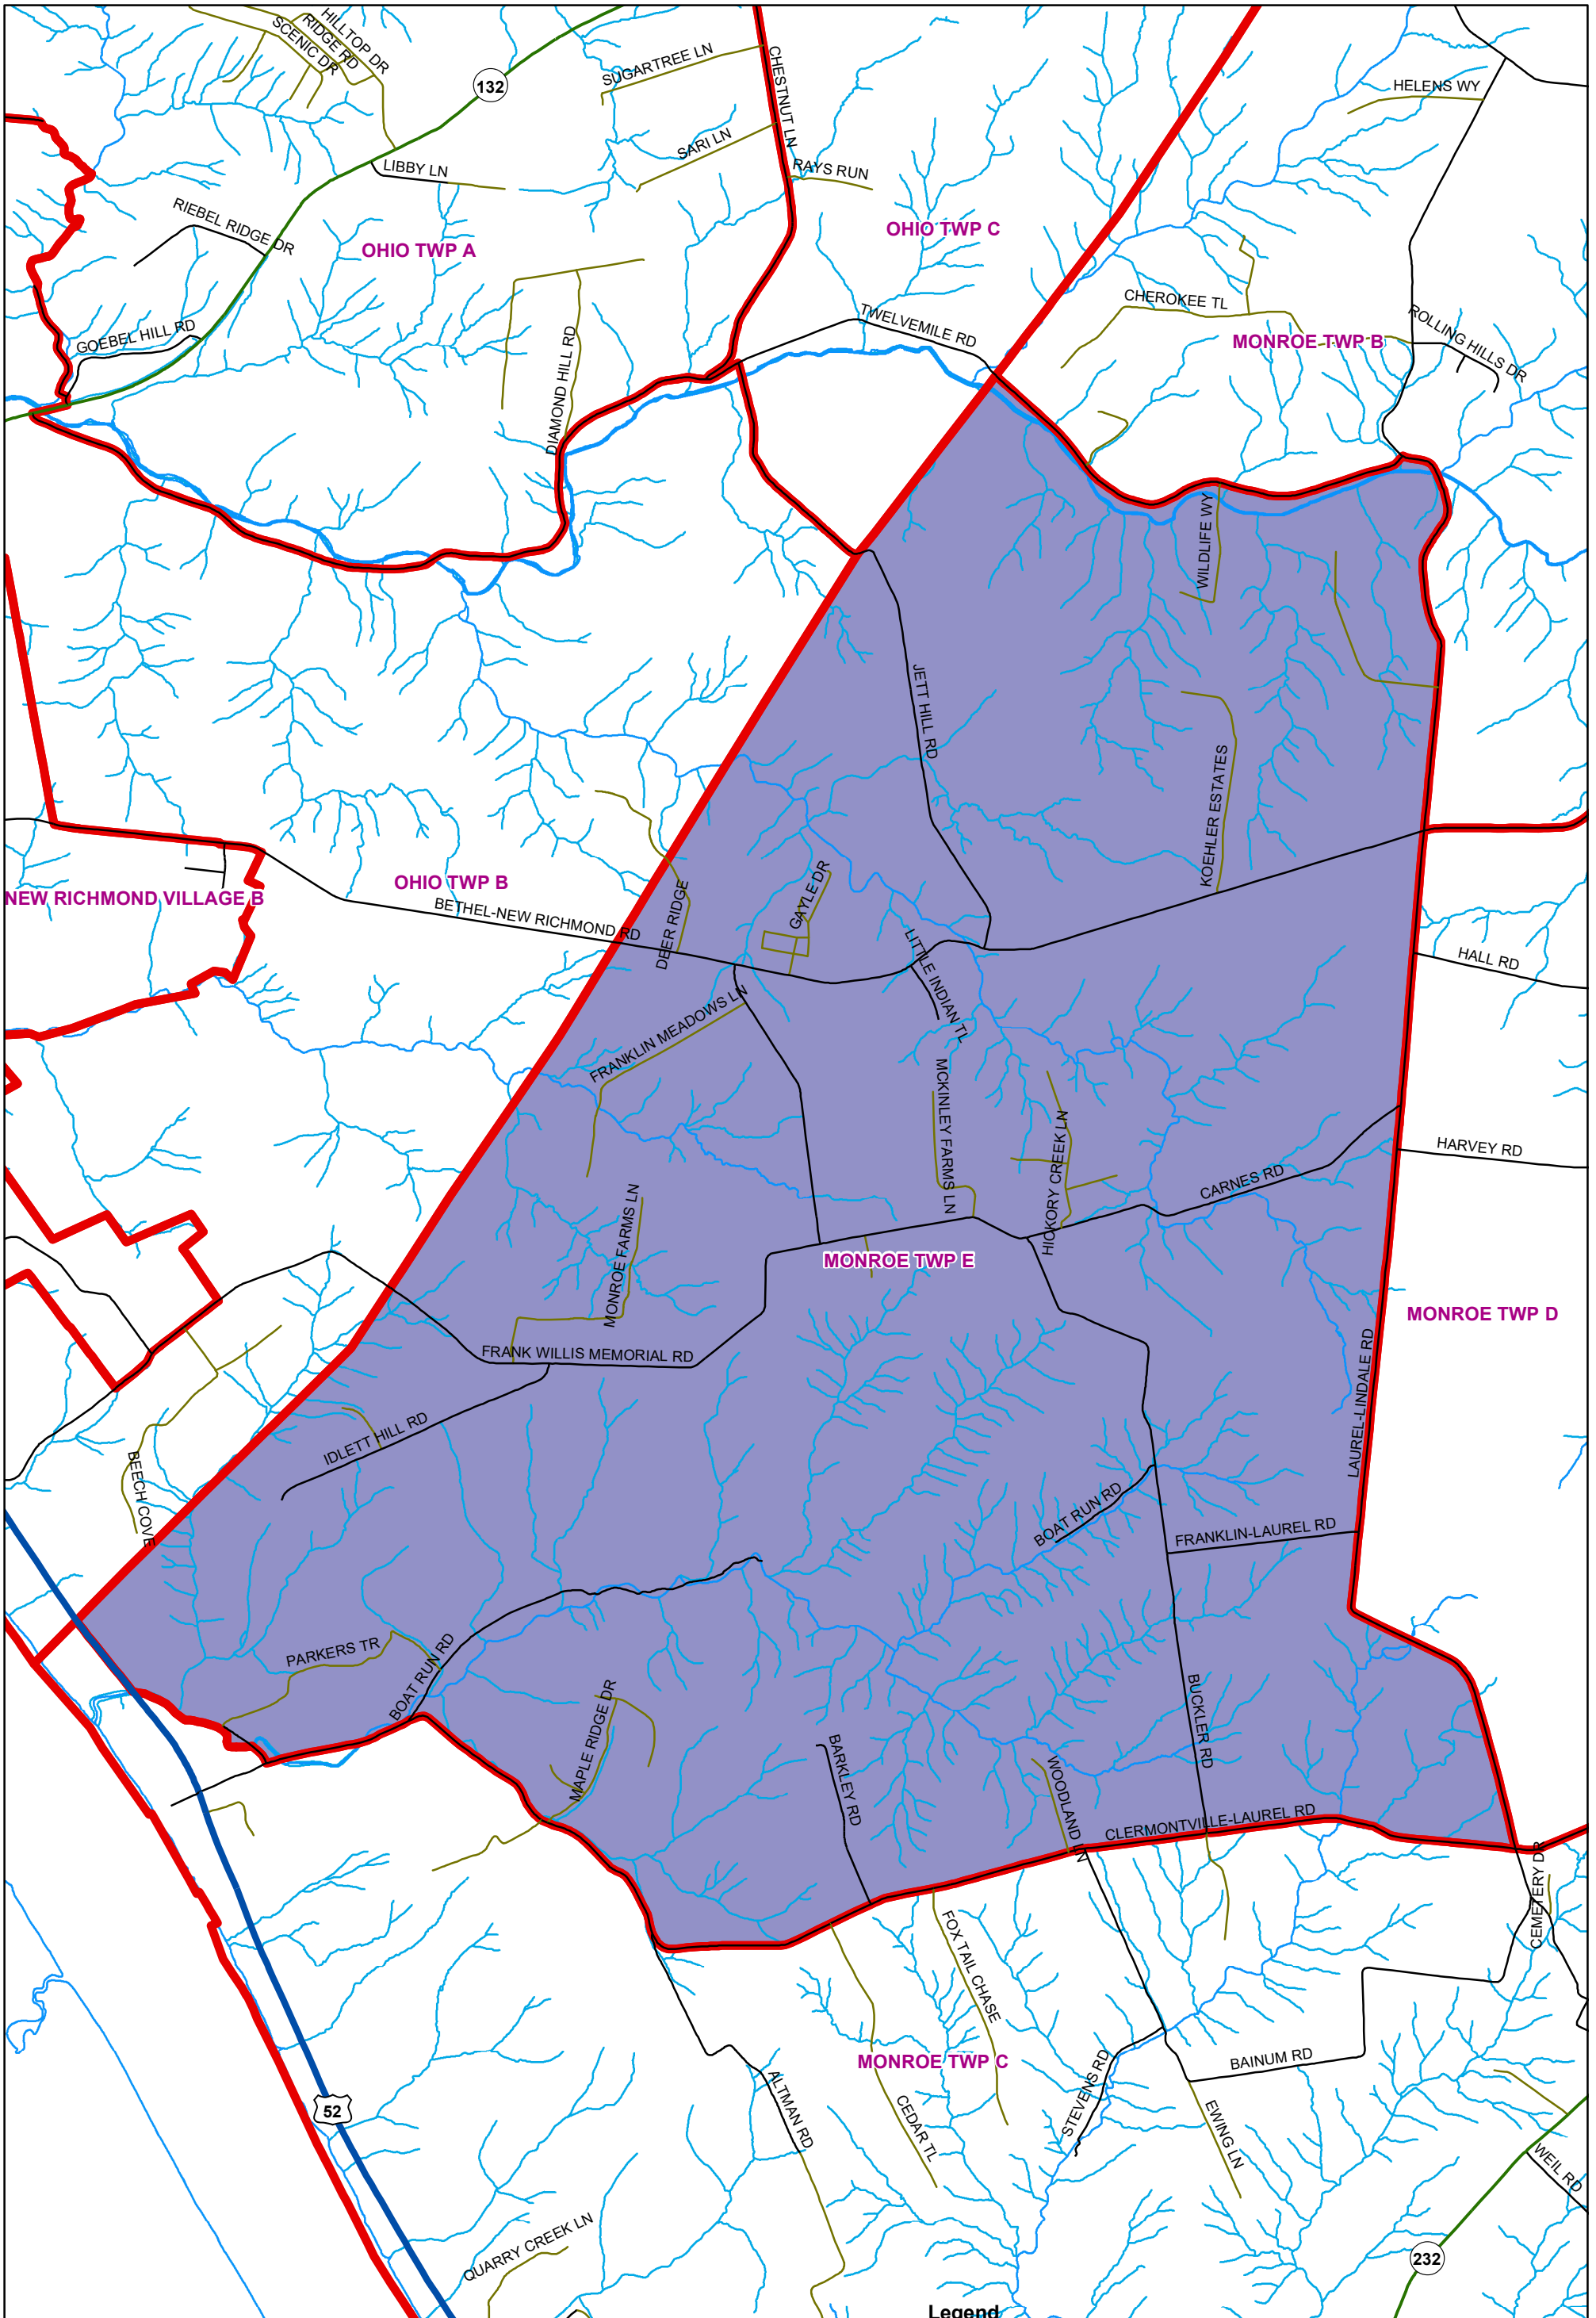 HILLTOP DR
RIDGE RD
SCENIC DR
132
SUGARTREE LN
CHESTNUT LN
HELENS WY
SARI LN
LIBBY LN
RAYS RUN
RIEBEL RIDGE DR
OHIO TWP A
OHIO TWP C
CHEROKEE TL
TWELVEMILE RD
ROLLING HILLS DR
GOEBEL HILL RD
MONROE TWP B
DIAMOND HILL RD
WILDLIFE WY
JETT HILL RD
KOEHLER ESTATES
OHIO TWP B
NEW RICHMOND VILLAGE B
GAYLE DR
BETHEL-NEW RICHMOND RD
DEER RIDGE
LITTLE INDIAN TL
HALL RD
FRANKLIN MEADOWS LN
MCKINLEY FARMS LN
HICKORY CREEK LN
HARVEY RD
CARNES RD
MONROE FARMS LN
MONROE TWP E
MONROE TWP D
FRANK WILLIS MEMORIAL RD
LAUREL-LINDALE RD
IDLETT HILL RD
BEECH COVE
BOAT RUN RD
FRANKLIN-LAUREL RD
PARKERS TR
BOAT RUN RD
MAPLE RIDGE DR
BUCKLER RD
BARKLEY RD
WOODLAND LN
CLERMONTVILLE-LAUREL RD
CEMETERY DR
FOX TAIL CHASE
MONROE TWP C
BAINUM RD
STEVENS RD
ALTMAN RD
CEDAR TL
EWING LN
52
WEIL RD
QUARRY CREEK LN
232
Legend